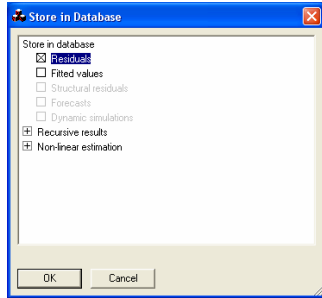 Store in Database
Store in database
Residuals
Fitted values
Structural residuals
Forecasts
Dynamic simulations
Recursive results
Non-linear estimation
OK
Cancel